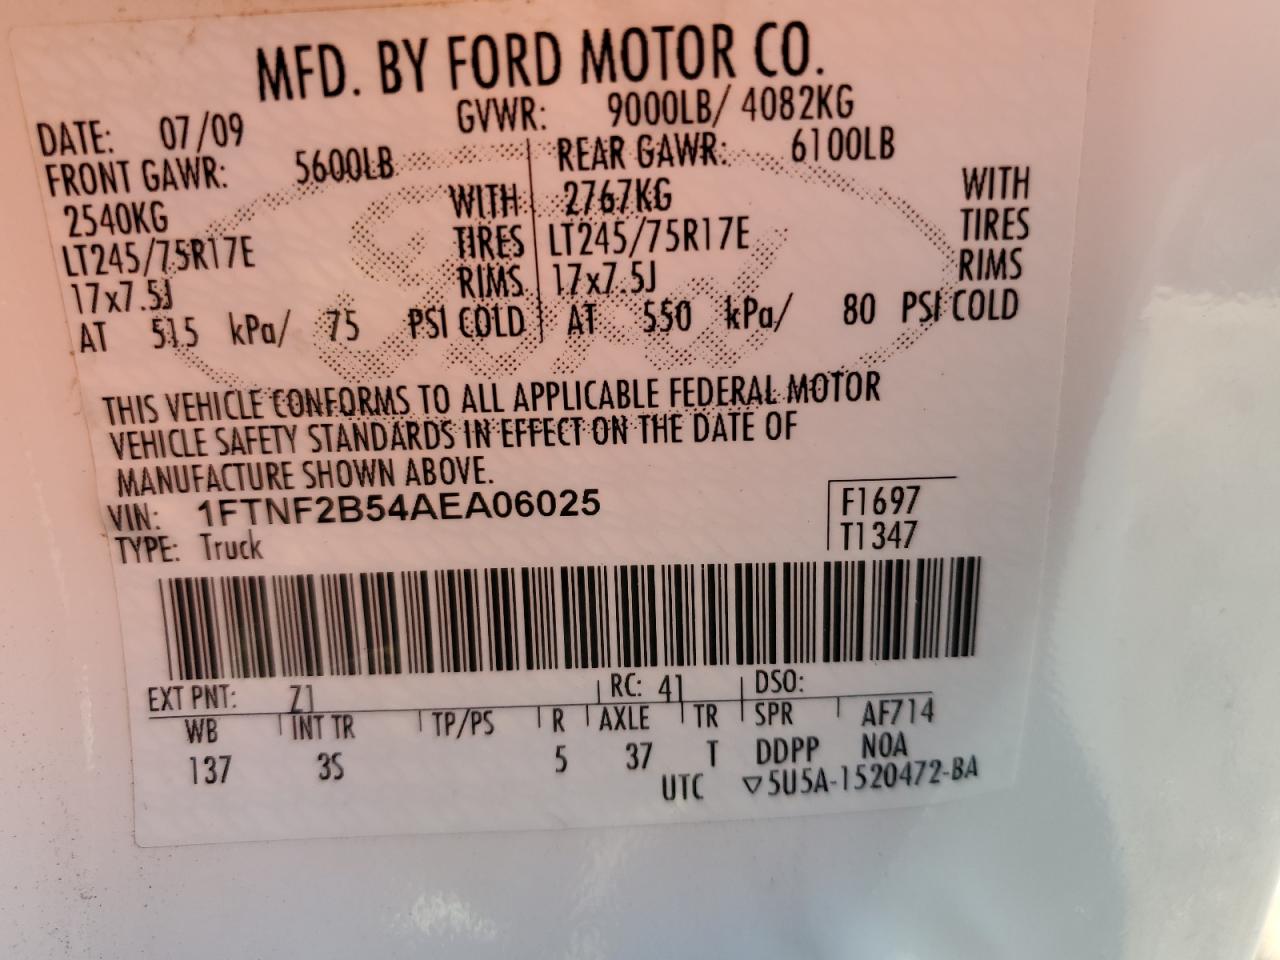 MFD. BY FORD MOTOR CO.
DATE: 07/09 GVWR: 9000LB/ 4082KG
FRONT GAWR: 5600LB REAR GAWR: 6100LB
2540KG WITH 2767KG WITH
LT245/75R17E TIRES LT245/75R17E TIRES
17x7.5J RIMS 17x7.5J RIMS
AT 515 kPa/ 75 PSI COLD AT 550 kPa/ 80 PSI COLD
THIS VEHICLE CONFORMS TO ALL APPLICABLE FEDERAL MOTOR
VEHICLE SAFETY STANDARDS IN EFFECT ON THE DATE OF
MANUFACTURE SHOWN ABOVE.
VIN: 1FTNF2B54AEA06025 F1697
TYPE: Truck T1347
EXT PNT: Z1 RC: 41 DSO:
WB INT TR TP/PS R AXLE TR SPR AF714
137 3S 5 37 T DDPP NOA
UTC ▽5U5A-1520472-BA